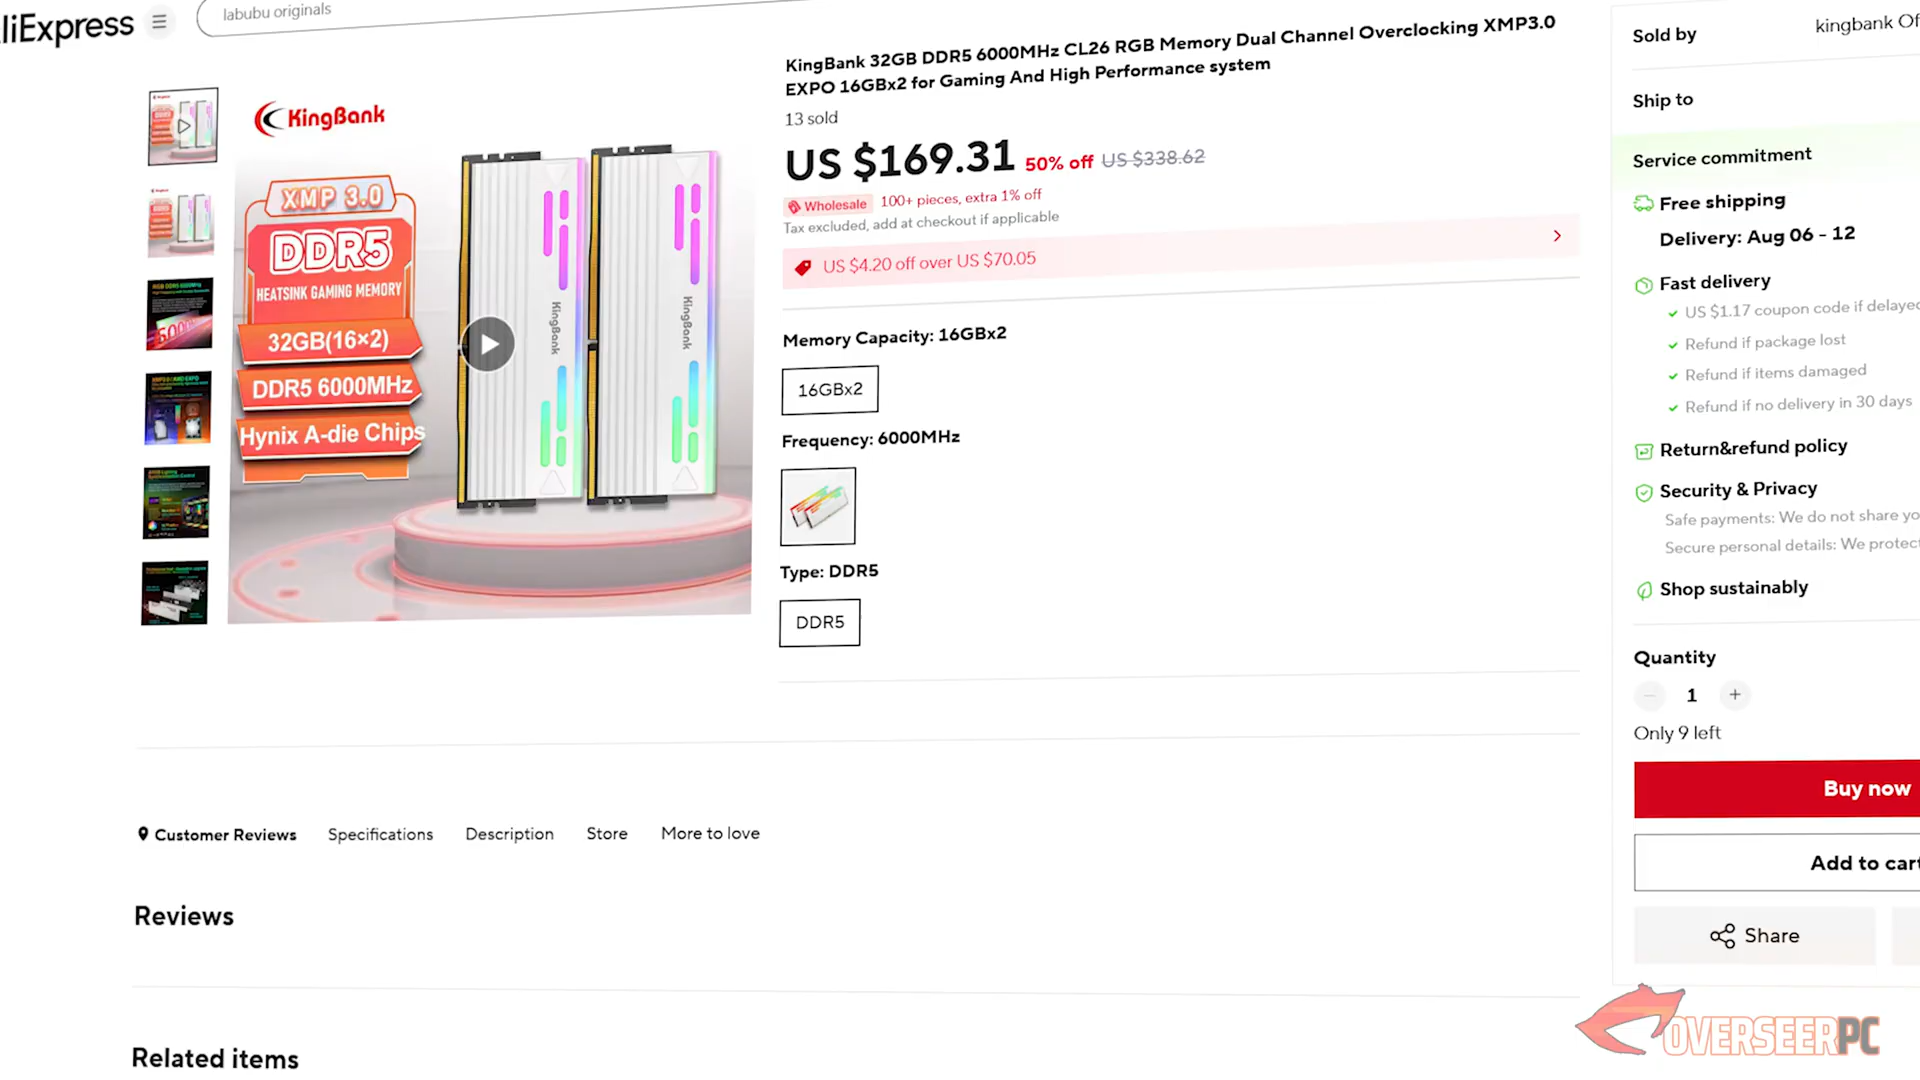 liExpress
labubu originals
KingBank
XMP 3.0
DDR5
HEATSINK GAMING MEMORY
32GB(16×2)
DDR5 6000MHz
Hynix A-die Chips
KingBank
KingBank
KingBank 32GB DDR5 6000MHz CL26 RGB Memory Dual Channel Overclocking XMP3.0
EXPO 16GBx2 for Gaming And High Performance system
13 sold
US $169.31 50% off US $338.62
Wholesale 100+ pieces, extra 1% off
Tax excluded, add at checkout if applicable
US $4.20 off over US $70.05
Memory Capacity: 16GBx2
16GBx2
Frequency: 6000MHz
Type: DDR5
DDR5
Sold by kingbank Of
Ship to
Service commitment
Free shipping
Delivery: Aug 06 - 12
Fast delivery
US $1.17 coupon code if delayed
Refund if package lost
Refund if items damaged
Refund if no delivery in 30 days
Return&refund policy
Security & Privacy
Safe payments: We do not share yo
Secure personal details: We protect
Shop sustainably
Quantity
1
Only 9 left
Buy now
Add to cart
Share
Customer Reviews Specifications Description Store More to love
Reviews
Related items
OVERSEERPC